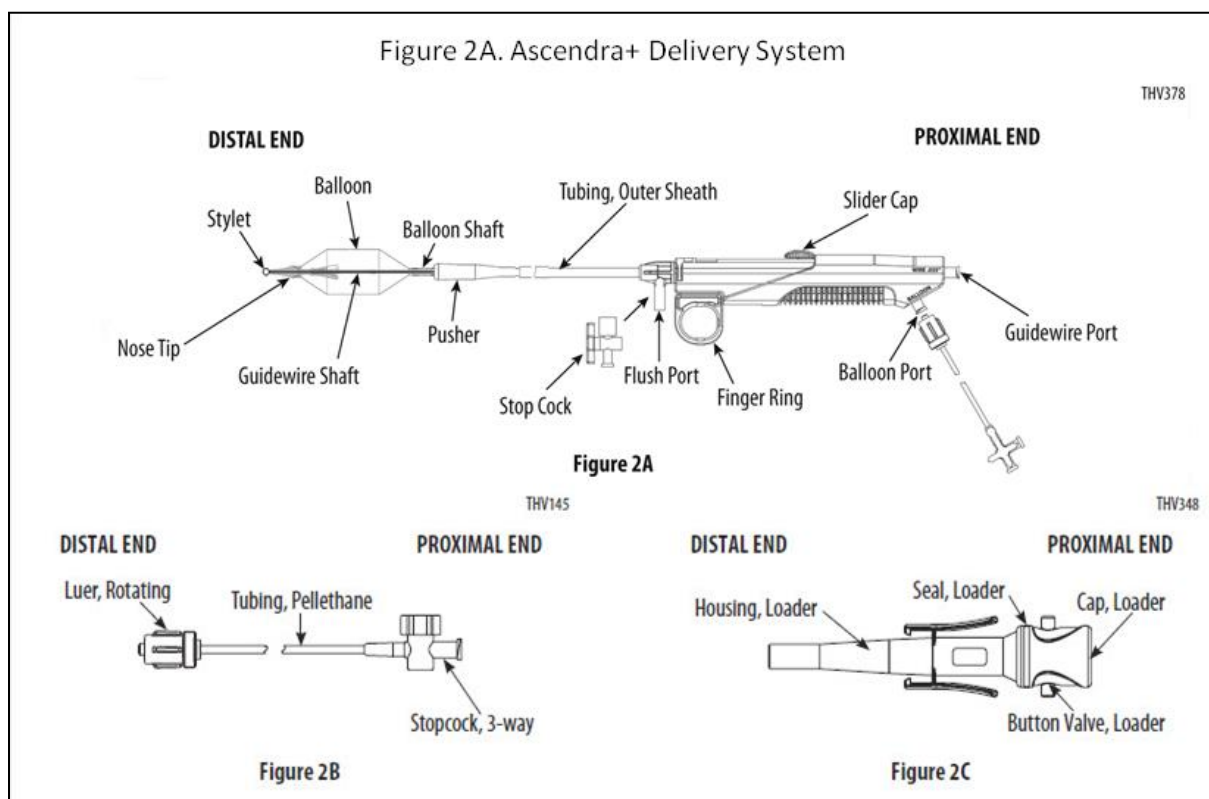 Figure 2A. Ascendra+ Delivery System
THV378
DISTAL END
PROXIMAL END
Balloon
Tubing, Outer Sheath
Slider Cap
Stylet
Balloon Shaft
Nose Tip
Guidewire Shaft
Pusher
Stop Cock
Flush Port
Finger Ring
BALLOON
Balloon Port
Guidewire Port
Figure 2A
THV145
THV348
DISTAL END
PROXIMAL END
DISTAL END
PROXIMAL END
Luer, Rotating
Tubing, Pellethane
Stopcock, 3-way
Housing, Loader
Seal, Loader
Cap, Loader
Button Valve, Loader
Figure 2B
Figure 2C